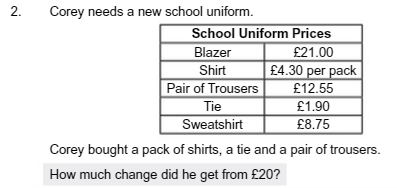 2. Corey needs a new school uniform.
School Uniform Prices
Blazer £21.00
Shirt £4.30 per pack
Pair of Trousers £12.55
Tie £1.90
Sweatshirt £8.75
Corey bought a pack of shirts, a tie and a pair of trousers.
How much change did he get from £20?